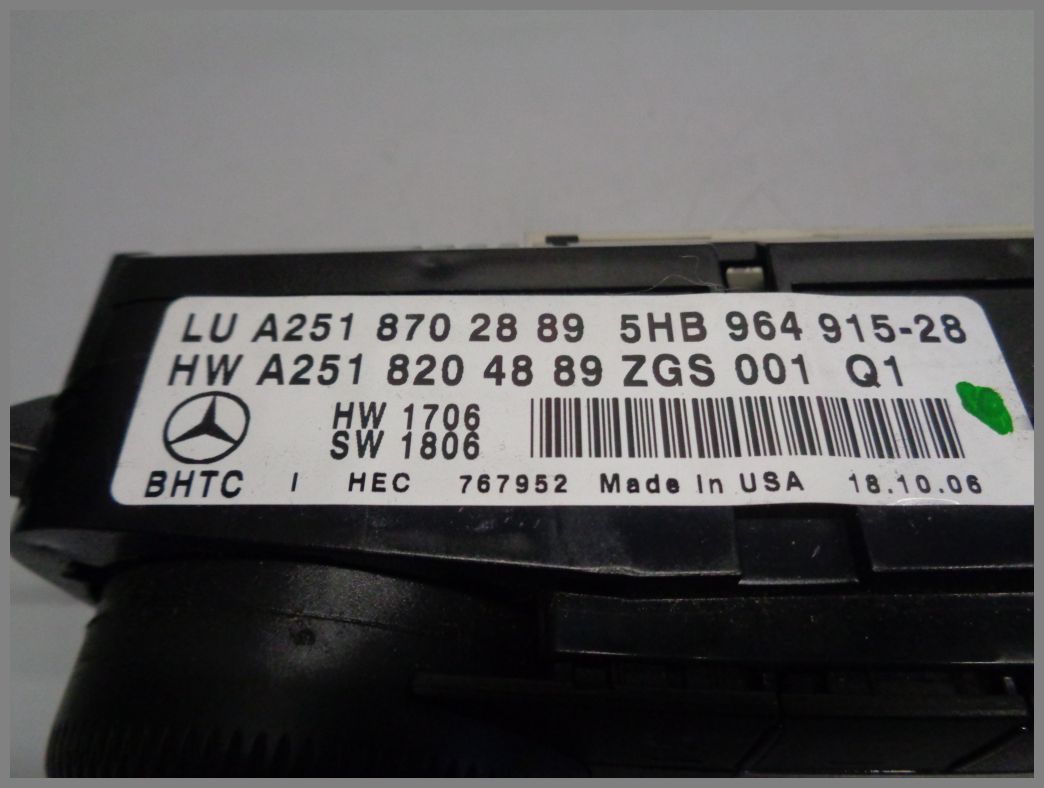 LU A251 870 28 89 5HB 964 915-28
HW A251 820 48 89 ZGS 001 Q1
HW 1706
SW 1806
BHTC I HEC 767952 Made In USA 18.10.06